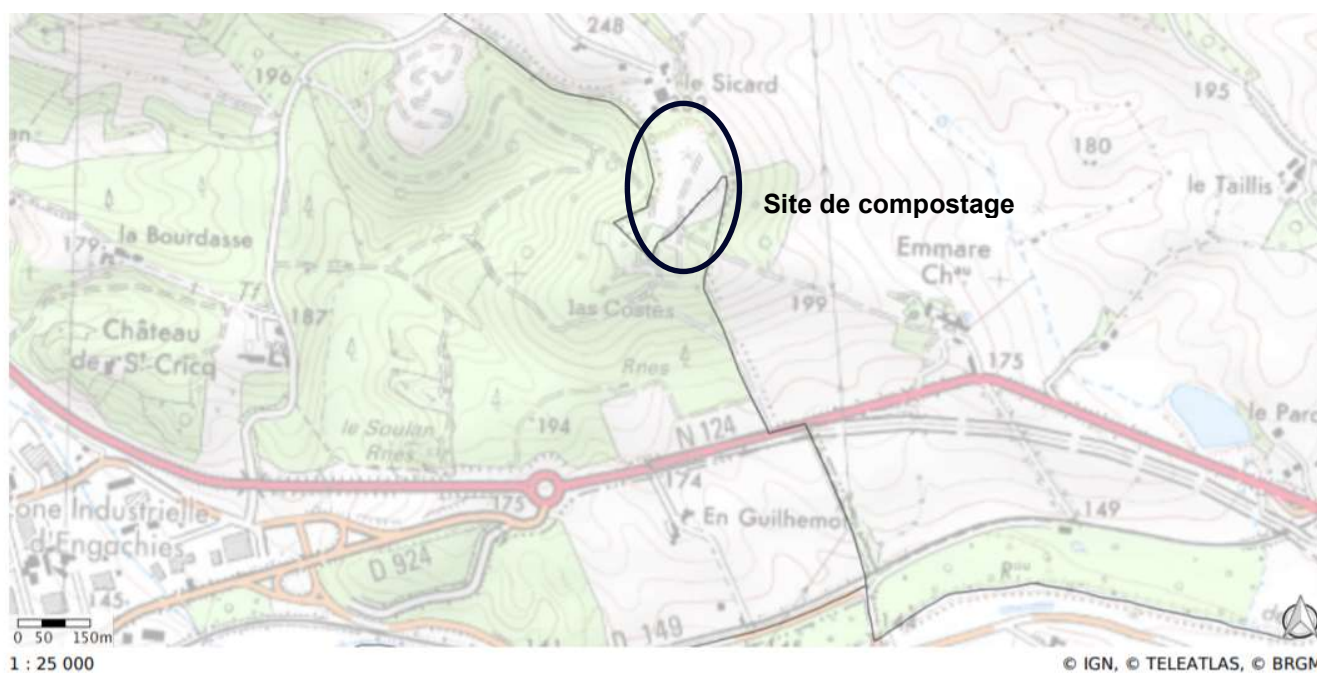 248
le Sicard
196
195
180
le Taillis
Site de compostage
la Bourdasse
179
Emmare
Chau
Tf
187
199
las Costes
Château
de St-Cricq
Rnes
175
le Soulan
Rnes
194
N 124
le Parc
175
174
En Guilhemo
149
one Industrielle
d'Engachies
D 924
Rau
145
D 149
0 50 150m
1 : 25 000
© IGN, © TELEATLAS, © BRGM